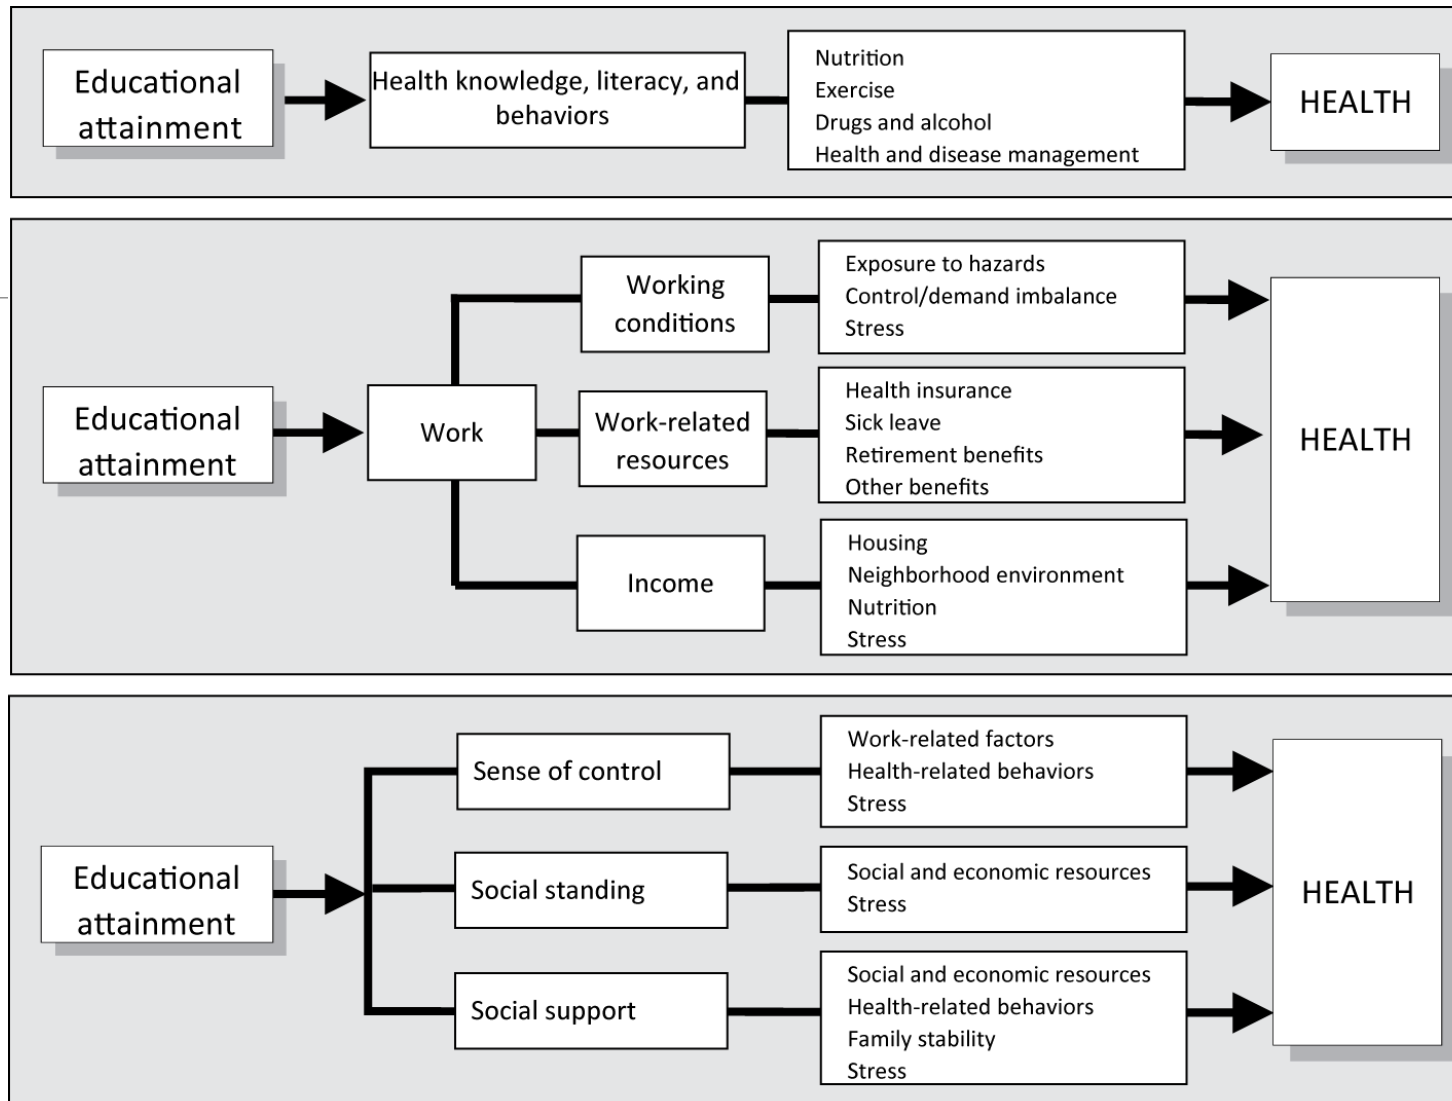 Educational
attainment
Health knowledge, literacy, and
behaviors
Nutrition
Exercise
Drugs and alcohol
Health and disease management
HEALTH
Educational
attainment
Work
Working
conditions
Exposure to hazards
Control/demand imbalance
Stress
Work-related
resources
Health insurance
Sick leave
Retirement benefits
Other benefits
Income
Housing
Neighborhood environment
Nutrition
Stress
HEALTH
Educational
attainment
Sense of control
Work-related factors
Health-related behaviors
Stress
Social standing
Social and economic resources
Stress
Social support
Social and economic resources
Health-related behaviors
Family stability
Stress
HEALTH